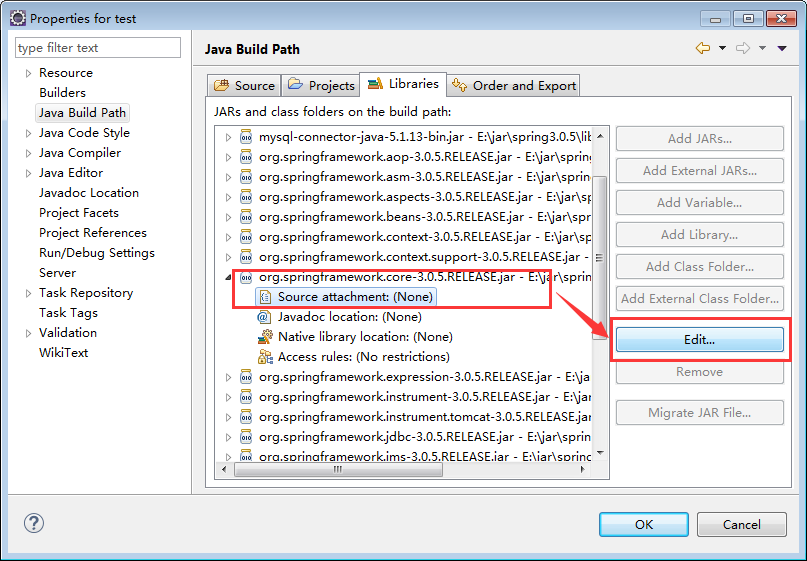 Properties for test
type filter text
Resource
Builders
Java Build Path
Java Code Style
Java Compiler
Java Editor
Javadoc Location
Project Facets
Project References
Run/Debug Settings
Server
Task Repository
Task Tags
Validation
WikiText
Java Build Path
Source Projects Libraries Order and Export
JARs and class folders on the build path:
mysql-connector-java-5.1.13-bin.jar - E:\jar\spring3.0.5\lib
org.springframework.aop-3.0.5.RELEASE.jar - E:\jar\spring
org.springframework.asm-3.0.5.RELEASE.jar - E:\jar\spring
org.springframework.aspects-3.0.5.RELEASE.jar - E:\jar\sp
org.springframework.beans-3.0.5.RELEASE.jar - E:\jar\spri
org.springframework.context-3.0.5.RELEASE.jar - E:\jar\sp
org.springframework.context.support-3.0.5.RELEASE.jar -
org.springframework.core-3.0.5.RELEASE.jar - E:\jar\spring
Source attachment: (None)
Javadoc location: (None)
Native library location: (None)
Access rules: (No restrictions)
org.springframework.expression-3.0.5.RELEASE.jar - E:\jar
org.springframework.instrument-3.0.5.RELEASE.jar - E:\jar
org.springframework.instrument.tomcat-3.0.5.RELEASE.jar
org.springframework.jdbc-3.0.5.RELEASE.jar - E:\jar\spring
org.springframework.jms-3.0.5.RELEASE.jar - E:\jar\spring
Add JARs...
Add External JARs...
Add Variable...
Add Library...
Add Class Folder...
Add External Class Folder...
Edit...
Remove
Migrate JAR File...
OK Cancel